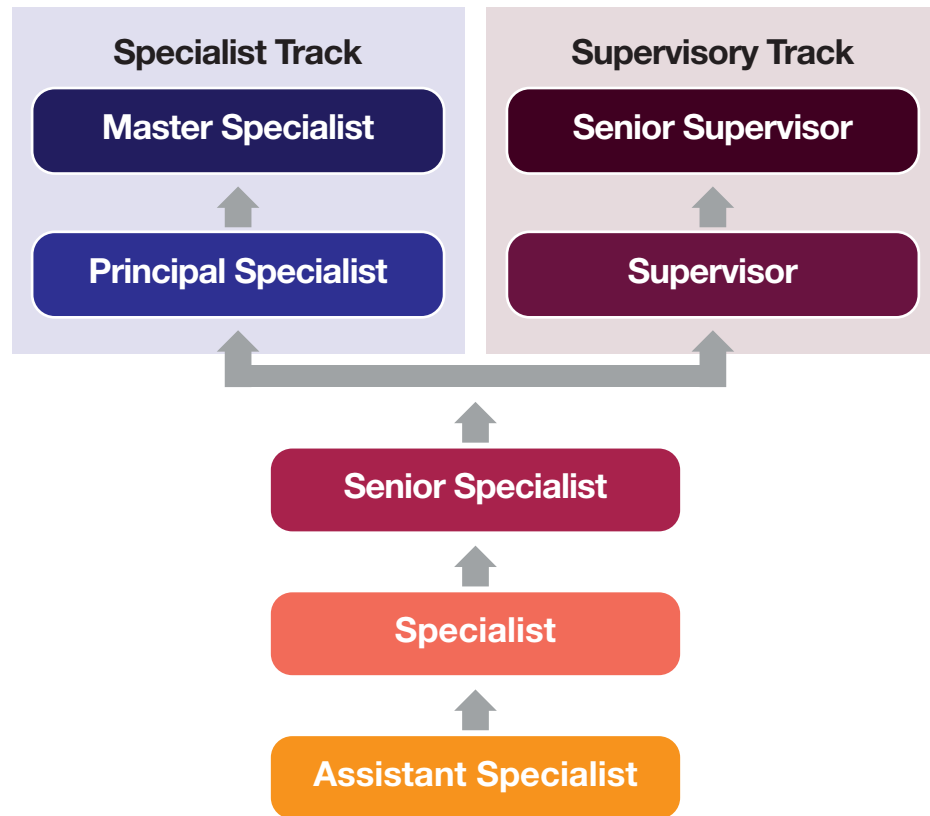 Specialist Track
Master Specialist
Principal Specialist
Supervisory Track
Senior Supervisor
Supervisor
Senior Specialist
Specialist
Assistant Specialist